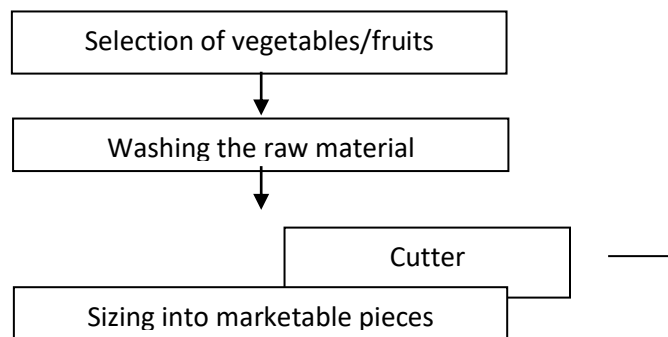 Selection of vegetables/fruits
Washing the raw material
Cutter
Sizing into marketable pieces